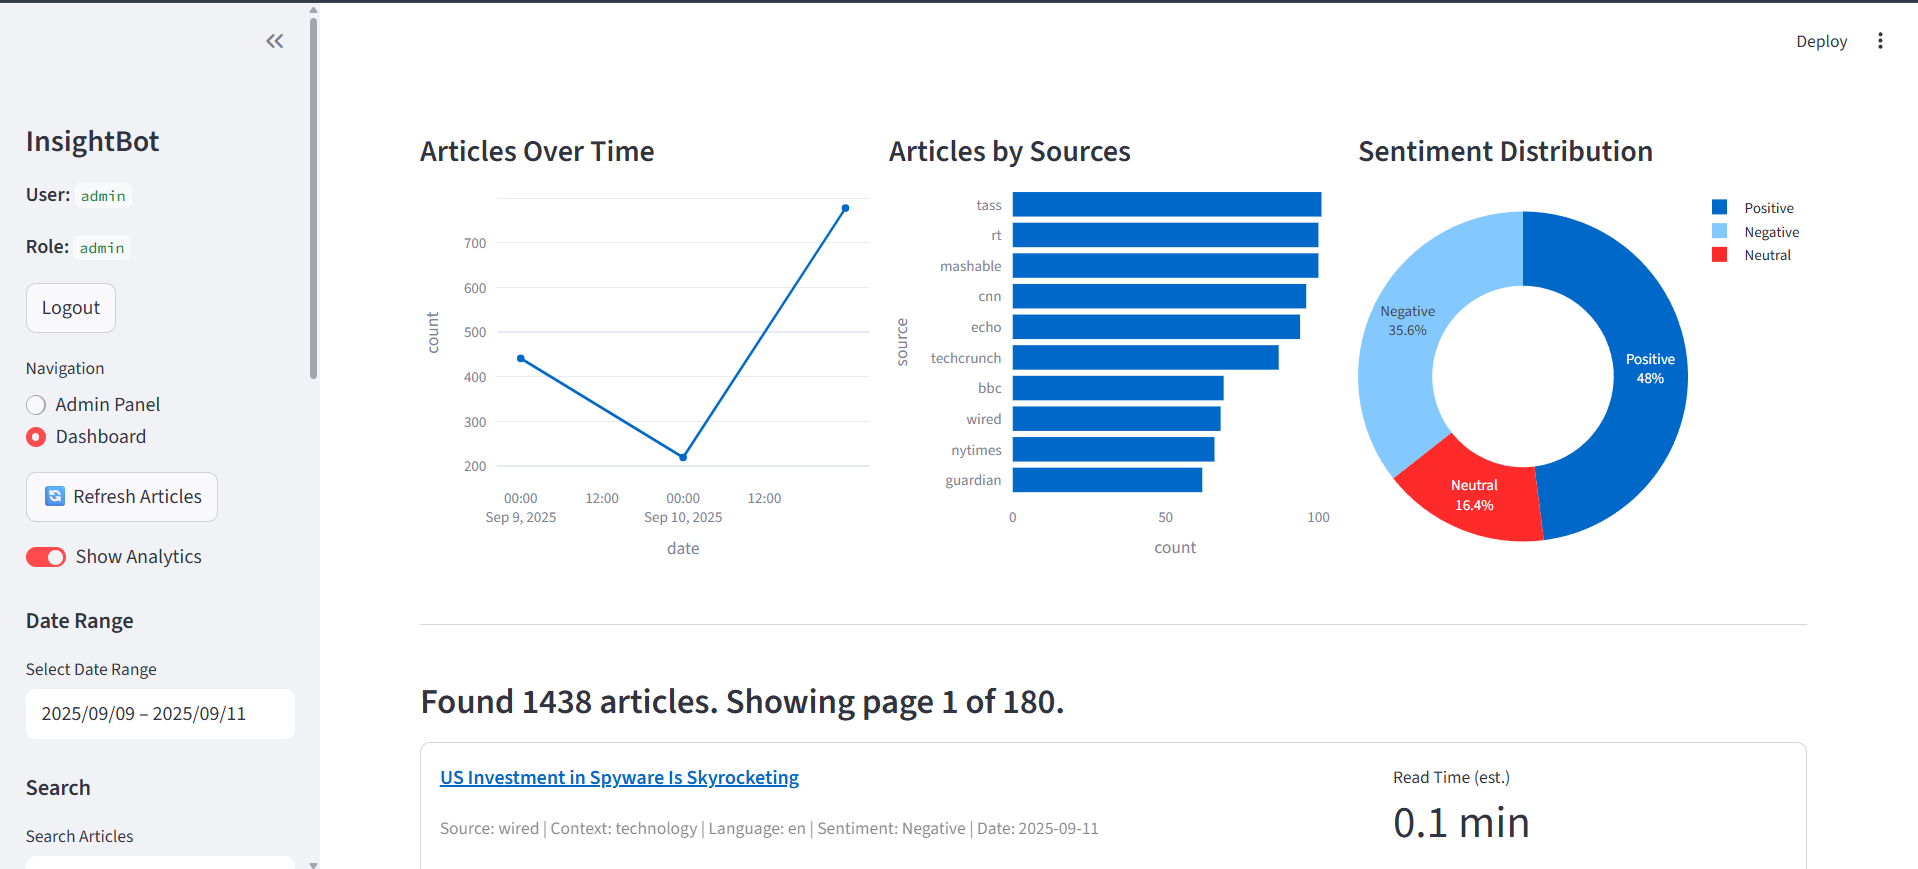 Deploy
InsightBot
User: admin
Role: admin
Logout
Navigation
Admin Panel
Dashboard
Refresh Articles
Show Analytics
Date Range
Select Date Range
2025/09/09 – 2025/09/11
Search
Search Articles
Articles Over Time
count
700
600
500
400
300
200
00:00 12:00 00:00 12:00
Sep 9, 2025 Sep 10, 2025
date
Articles by Sources
source
tass
rt
mashable
cnn
echo
techcrunch
bbc
wired
nytimes
guardian
0 50 100
count
Sentiment Distribution
Positive
Negative
Neutral
Negative
35.6%
Positive
48%
Neutral
16.4%
Found 1438 articles. Showing page 1 of 180.
US Investment in Spyware Is Skyrocketing
Source: wired | Context: technology | Language: en | Sentiment: Negative | Date: 2025-09-11
Read Time (est.)
0.1 min